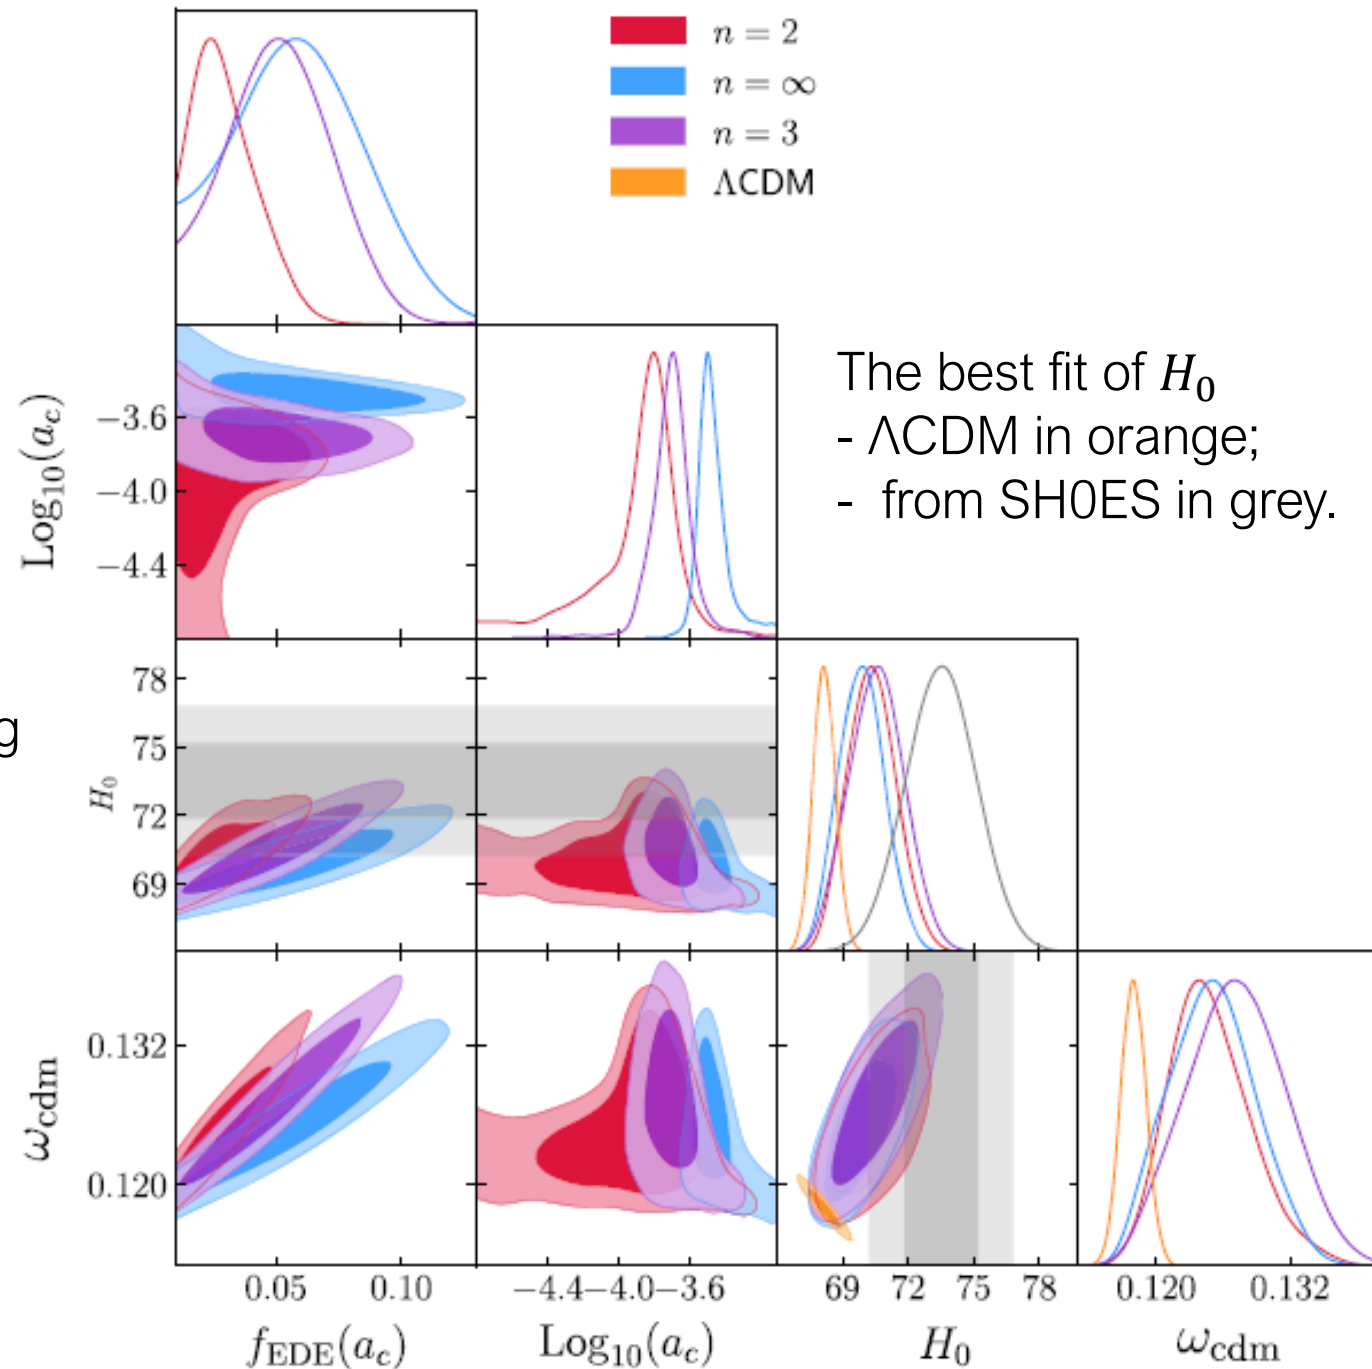 n = 2
n = ∞
n = 3
ΛCDM
The best fit of H₀
- ΛCDM in orange;
- from SH0ES in grey.
Log₁₀(a_c)
−3.6
−4.0
−4.4
g
H₀
78
75
72
69
ω_cdm
0.132
0.120
0.05 0.10
−4.4 −4.0 −3.6
69 72 75 78
0.120 0.132
f_EDE(a_c)
Log₁₀(a_c)
H₀
ω_cdm